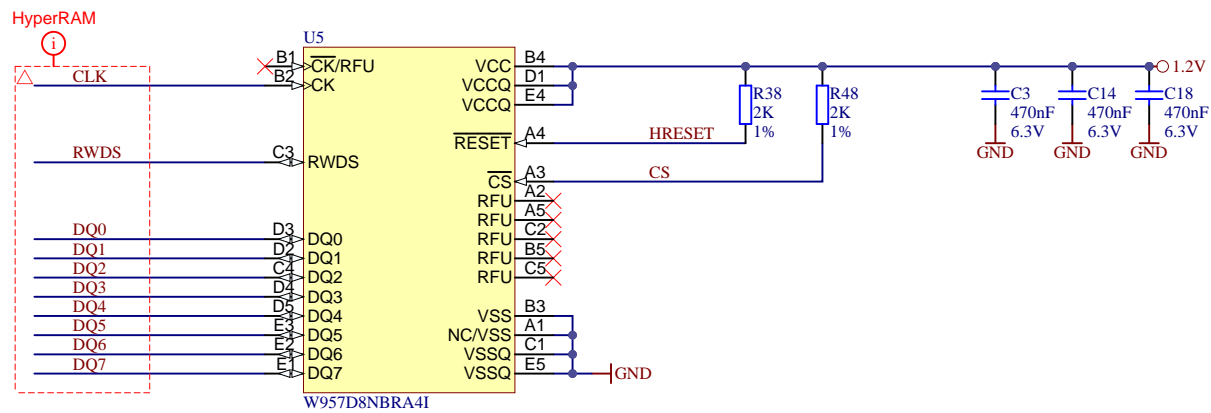 HyperRAM
i
U5
B1 CK/RFU VCC B4 1.2V
CLK B2 CK VCCQ D1
VCCQ E4
R38 R48 C3 C14 C18
2K 2K 470nF 470nF 470nF
1% 1% 6.3V 6.3V 6.3V
RESET A4 HRESET
GND GND GND
RWDS C3 RWDS
CS A3 CS
RFU A2
RFU A5
DQ0 D3 DQ0 RFU C2
DQ1 D2 DQ1 RFU B5
DQ2 C4 DQ2 RFU C5
DQ3 D4 DQ3
DQ4 D5 DQ4 VSS B3
DQ5 E3 DQ5 NC/VSS A1
DQ6 E2 DQ6 VSSQ C1
DQ7 E1 DQ7 VSSQ E5 GND
W957D8NBRA4I